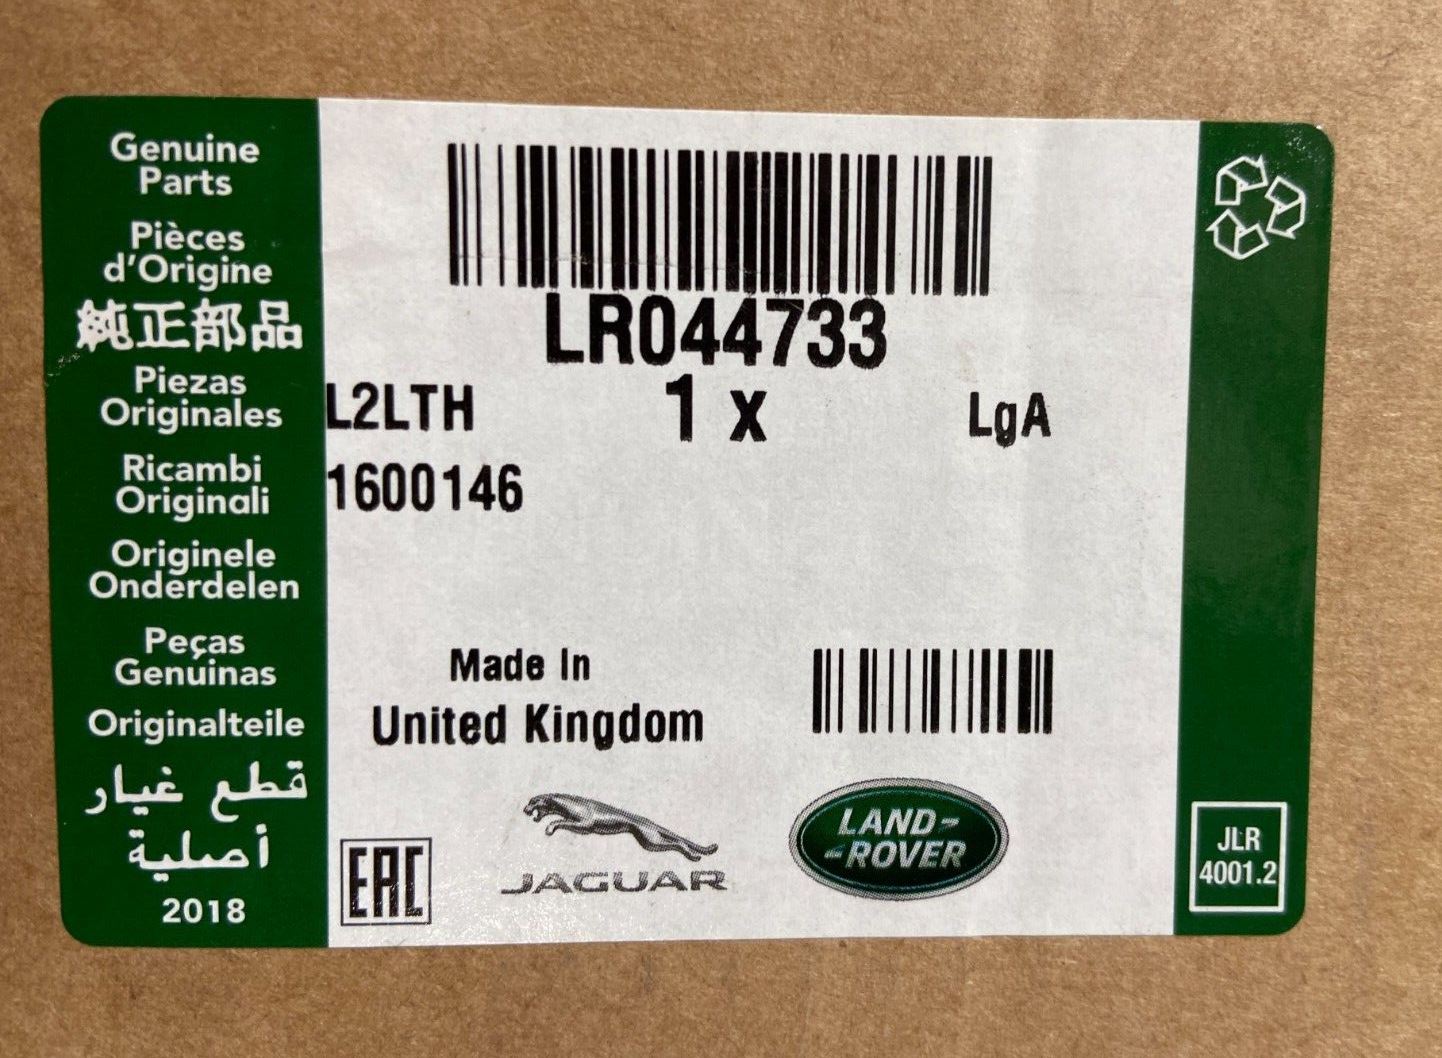 Genuine
Parts
Pièces
d'Origine
純正部品
Piezas
Originales
Ricambi
Originali
Originele
Onderdelen
Peças
Genuinas
Originalteile
قطع غيار
أصلية
2018
LR044733
L2LTH 1 x LgA
1600146
Made In
United Kingdom
EAC
JAGUAR
LAND-
-ROVER
JLR
4001.2